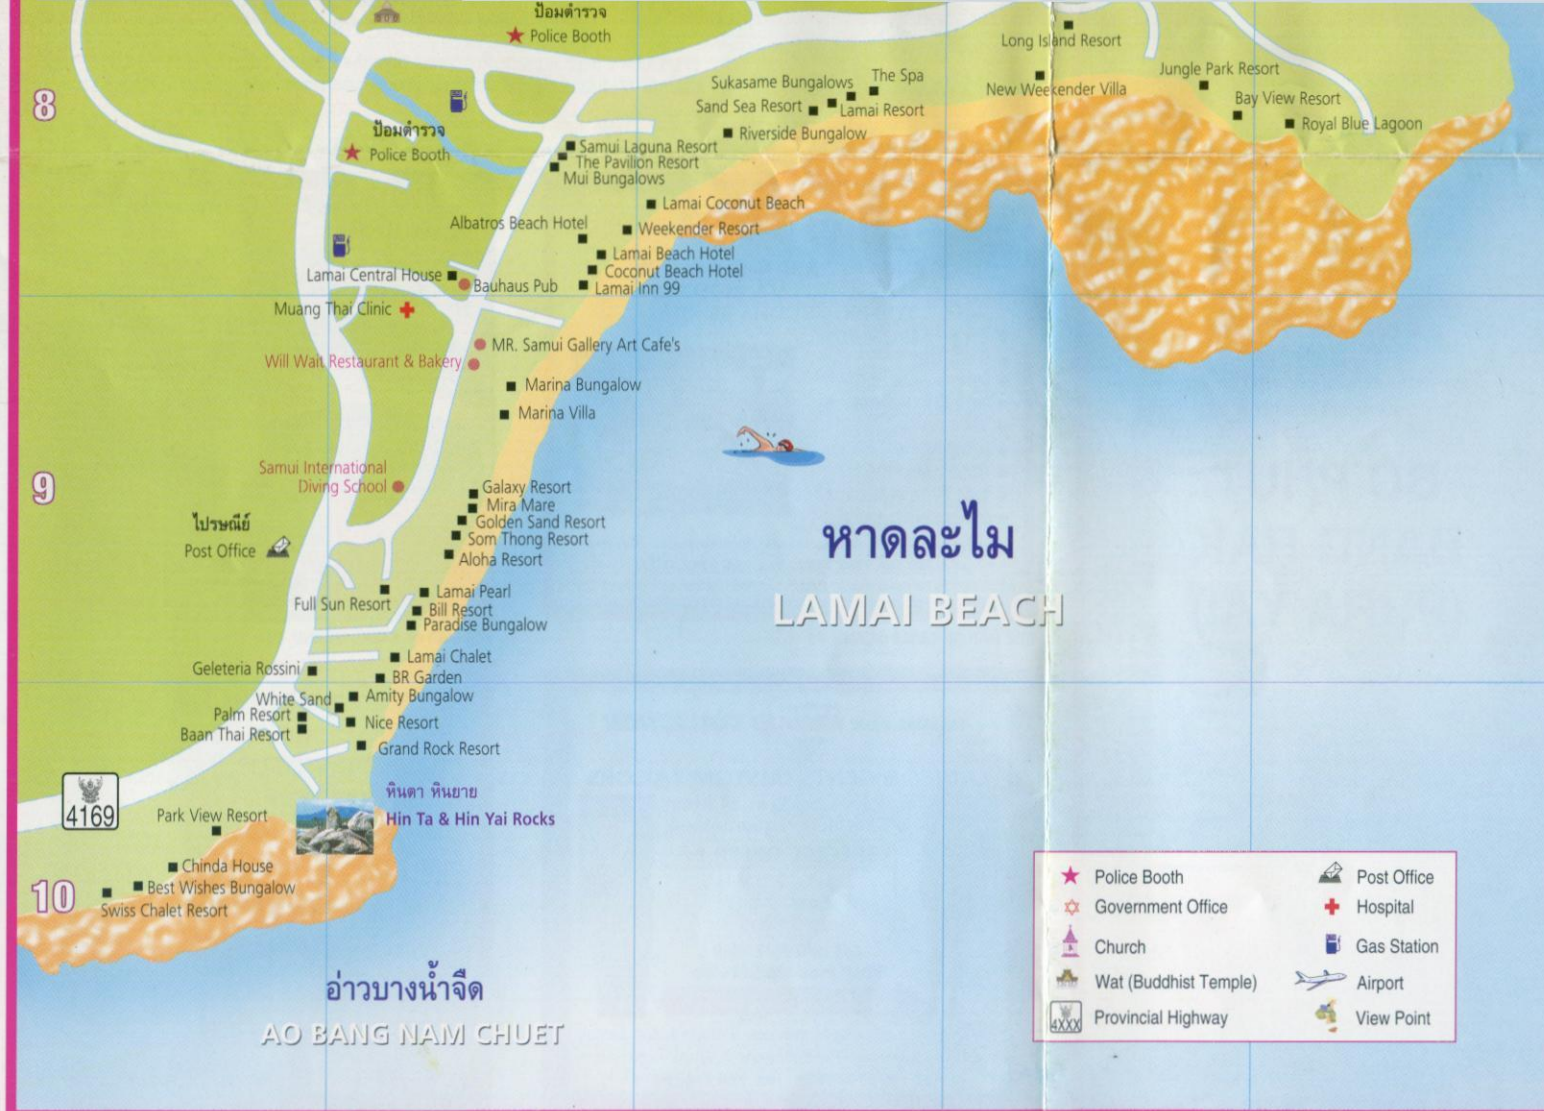 ป้อมตำรวจ
Police Booth
Long Island Resort
8
Sukasame Bungalows
The Spa
New Weekender Villa
Jungle Park Resort
Sand Sea Resort
Lamai Resort
Bay View Resort
Royal Blue Lagoon
ป้อมตำรวจ
Police Booth
Riverside Bungalow
Samui Laguna Resort
The Pavilion Resort
Mui Bungalows
Lamai Coconut Beach
Albatros Beach Hotel
Weekender Resort
Lamai Beach Hotel
Lamai Central House
Coconut Beach Hotel
Bauhaus Pub
Lamai Inn 99
Muang Thai Clinic
MR. Samui Gallery Art Cafe's
Will Wait Restaurant & Bakery
Marina Bungalow
Marina Villa
9
Samui International
Diving School
Galaxy Resort
Mira Mare
Golden Sand Resort
Som Thong Resort
Aloha Resort
ไปรษณีย์
Post Office
หาดละไม
LAMAI BEACH
Full Sun Resort
Lamai Pearl
Bill Resort
Paradise Bungalow
Lamai Chalet
Geleteria Rossini
BR Garden
White Sand
Amity Bungalow
Palm Resort
Nice Resort
Baan Thai Resort
Grand Rock Resort
4169
หินตา หินยาย
Hin Ta & Hin Yai Rocks
Park View Resort
Chinda House
10
Best Wishes Bungalow
Swiss Chalet Resort
อ่าวบางน้ำจืด
AO BANG NAM CHUET
Police Booth
Post Office
Government Office
Hospital
Church
Gas Station
Wat (Buddhist Temple)
Airport
4XXX
Provincial Highway
View Point